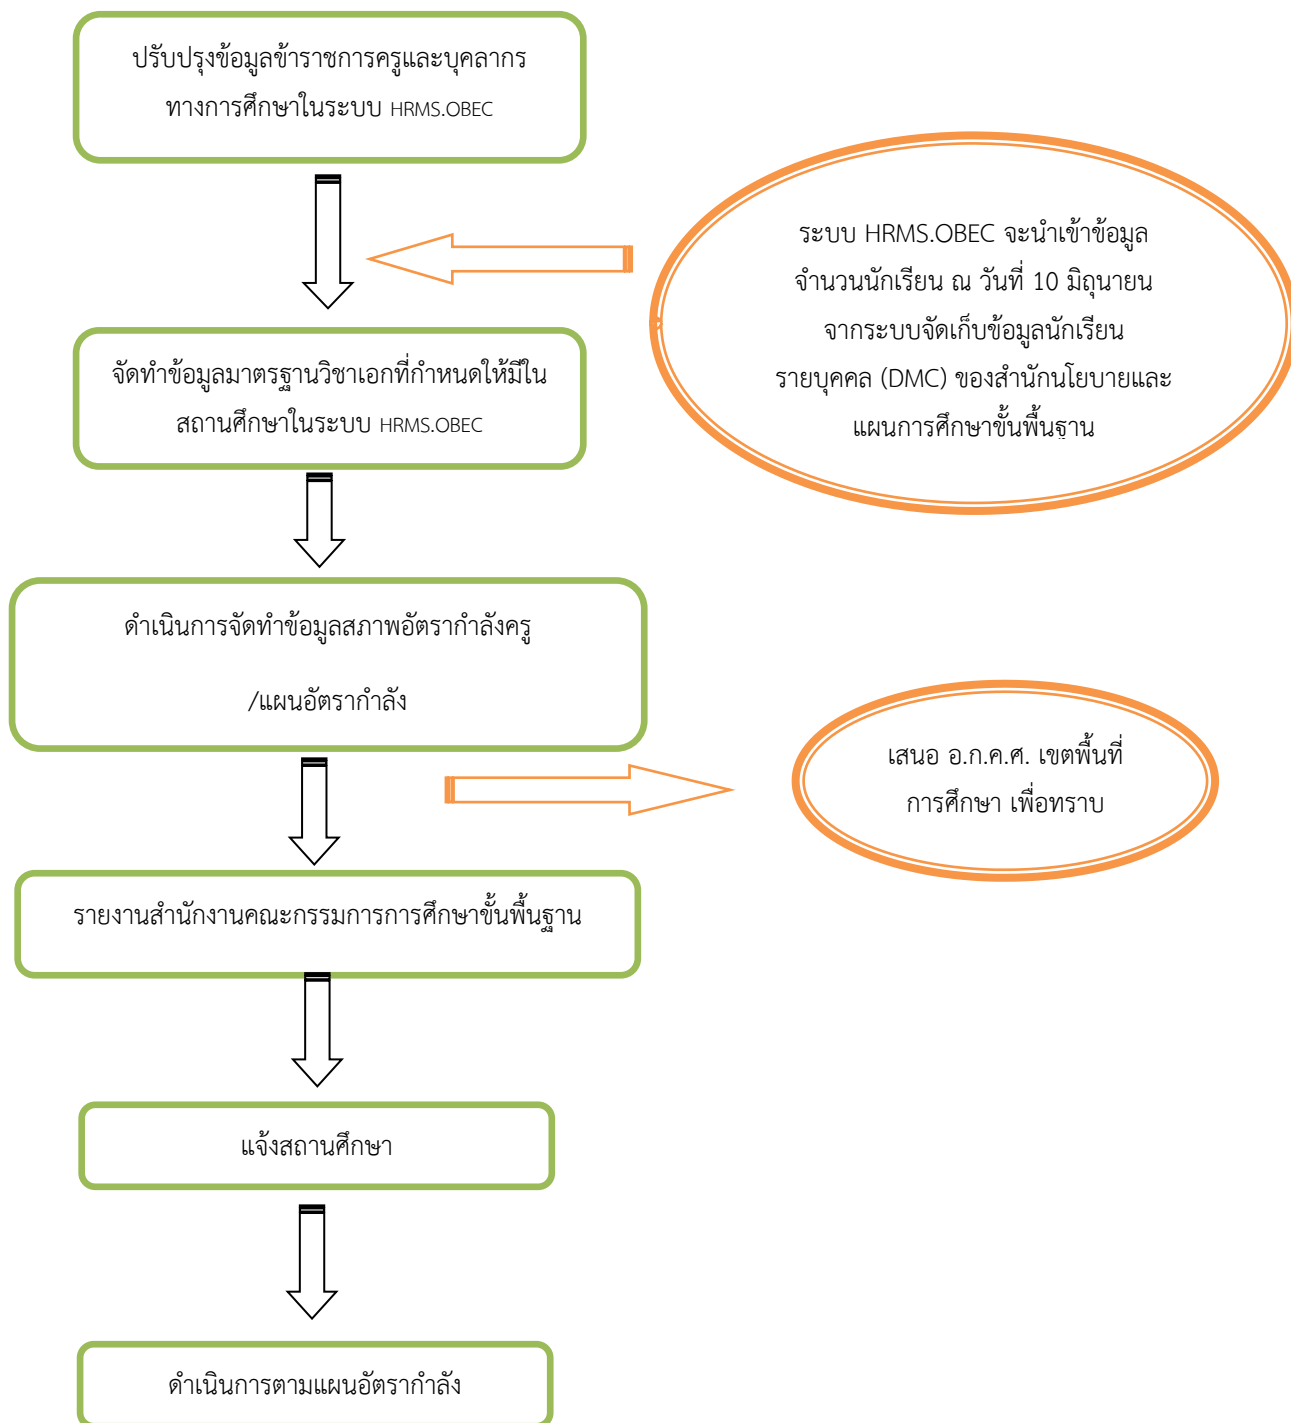 ปรับปรุงข้อมูลข้าราชการครูและบุคลากร
ทางการศึกษาในระบบ HRMS.OBEC
ระบบ HRMS.OBEC จะนำเข้าข้อมูล
จำนวนนักเรียน ณ วันที่ 10 มิถุนายน
จากระบบจัดเก็บข้อมูลนักเรียน
รายบุคคล (DMC) ของสำนักนโยบายและ
แผนการศึกษาขั้นพื้นฐาน
จัดทำข้อมูลมาตรฐานวิชาเอกที่กำหนดให้มีใน
สถานศึกษาในระบบ HRMS.OBEC
ดำเนินการจัดทำข้อมูลสภาพอัตรากำลังครู
/แผนอัตรากำลัง
เสนอ อ.ก.ค.ศ. เขตพื้นที่
การศึกษา เพื่อทราบ
รายงานสำนักงานคณะกรรมการการศึกษาขั้นพื้นฐาน
แจ้งสถานศึกษา
ดำเนินการตามแผนอัตรากำลัง